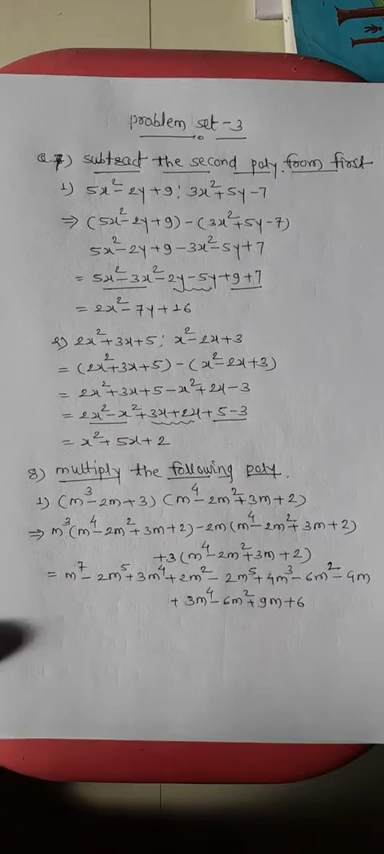 problem set-3
Q.7) subtract the second poly. from first
1) 5x²-2y+9 ; 3x²+5y-7
⇒ (5x²-2y+9) - (3x²+5y-7)
5x²-2y+9-3x²-5y+7
= 5x²-3x²-2y-5y+9+7
= 2x²-7y+16
2) 2x²+3x+5 ; x²-2x+3
= (2x²+3x+5) - (x²-2x+3)
= 2x²+3x+5-x²+2x-3
= 2x²-x²+3x+2x+5-3
= x²+5x+2
8) multiply the following poly.
1) (m³-2m+3) (m⁴-2m²+3m+2)
⇒ m³(m⁴-2m²+3m+2)-2m(m⁴-2m²+3m+2)
+3(m⁴-2m²+3m+2)
= m⁷-2m⁵+3m⁴+2m²-2m⁵+4m³-6m²-4m
+3m⁴-6m²+9m+6